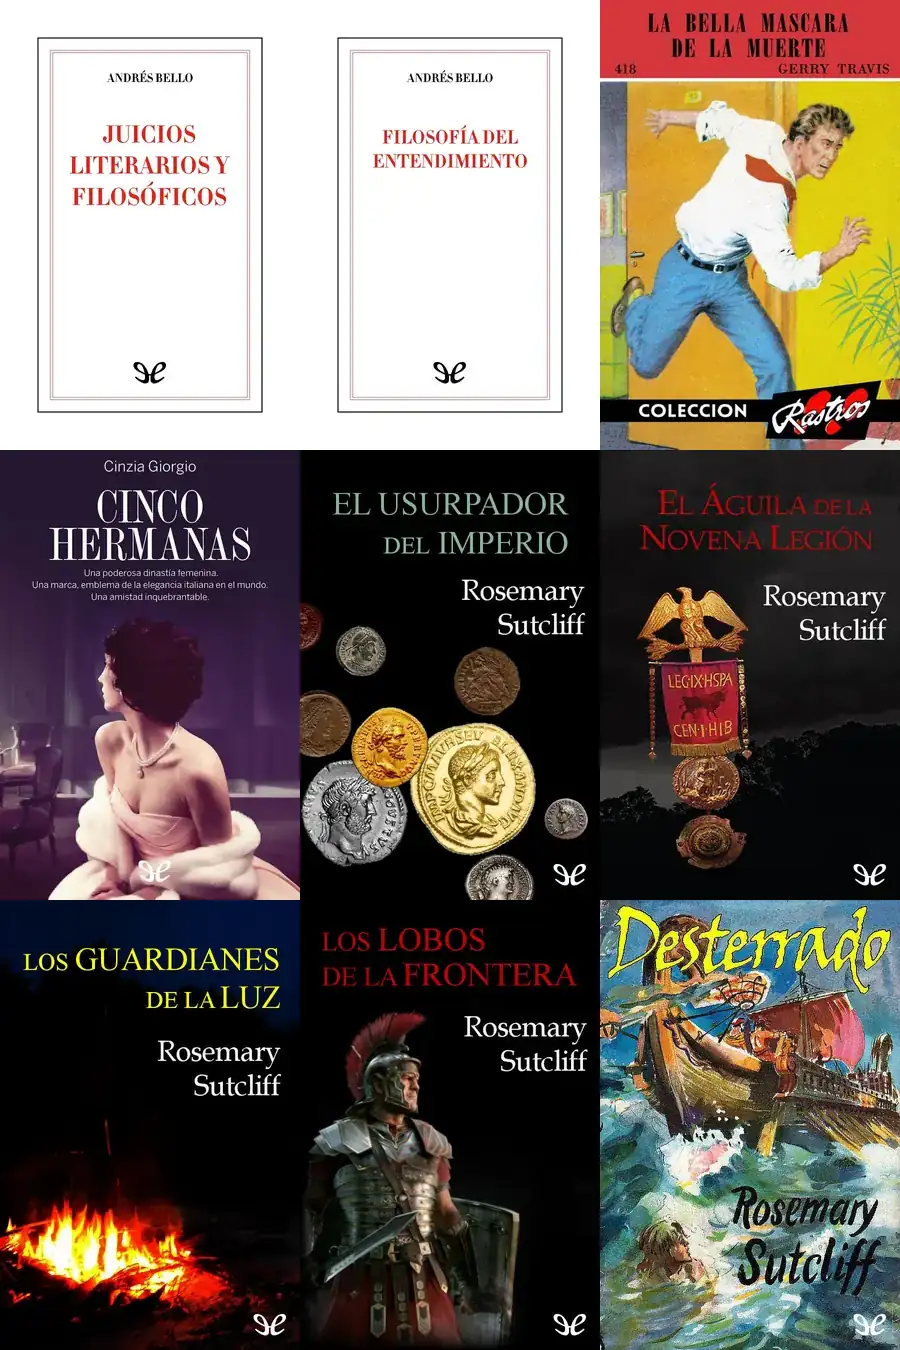 ANDRÉS BELLO
JUICIOS
LITERARIOS Y
FILOSÓFICOS
ANDRÉS BELLO
FILOSOFÍA DEL
ENTENDIMIENTO
LA BELLA MASCARA
DE LA MUERTE
418
GERRY TRAVIS
COLECCION
Rastros
Cinzia Giorgio
CINCO
HERMANAS
Una poderosa dinastía femenina.
Una marca, emblema de la elegancia italiana en el mundo.
Una amistad inquebrantable.
EL USURPADOR
DEL IMPERIO
Rosemary
Sutcliff
EL ÁGUILA DE LA
NOVENA LEGIÓN
Rosemary
Sutcliff
LEG·IX·HSPA
CEN·I·HIB
LOS GUARDIANES
DE LA LUZ
Rosemary
Sutcliff
LOS LOBOS
DE LA FRONTERA
Rosemary
Sutcliff
Desterrado
Rosemary
Sutcliff